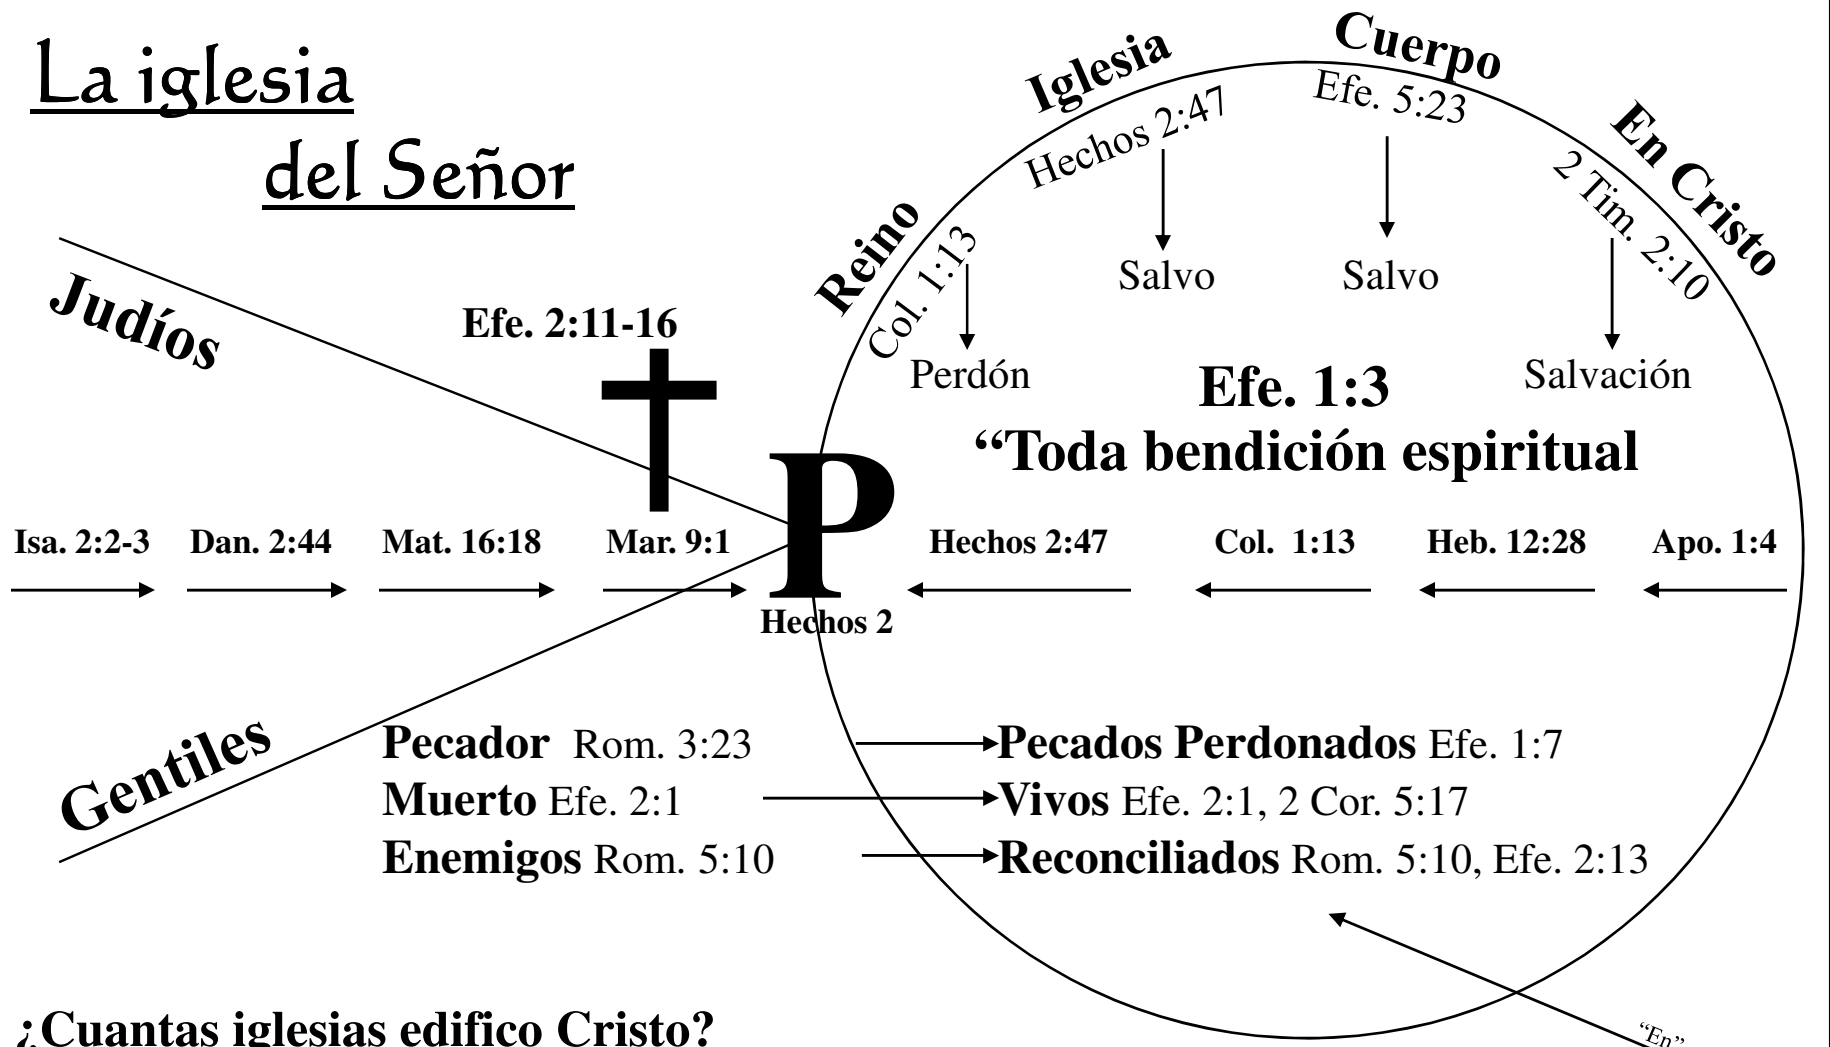 La iglesia
del Señor
Iglesia
Hechos 2:47
Cuerpo
Efe. 5:23
En Cristo
2 Tim. 2:10
Reino
Col. 1:13
Salvo
Salvo
Perdón
Salvación
Judíos
Efe. 2:11-16
Efe. 1:3
“Toda bendición espiritual
P
Isa. 2:2-3 Dan. 2:44 Mat. 16:18 Mar. 9:1 Hechos 2:47 Col. 1:13 Heb. 12:28 Apo. 1:4
Hechos 2
Gentiles
Pecador Rom. 3:23 Pecados Perdonados Efe. 1:7
Muerto Efe. 2:1 Vivos Efe. 2:1, 2 Cor. 5:17
Enemigos Rom. 5:10 Reconciliados Rom. 5:10, Efe. 2:13
¿Cuantas iglesias edifico Cristo?
“En”